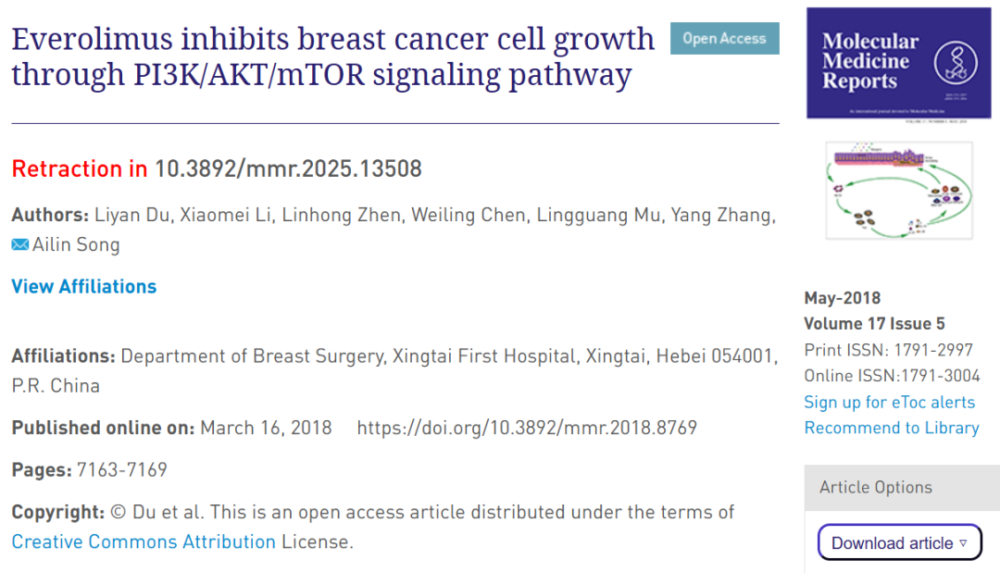 Everolimus inhibits breast cancer cell growth
through PI3K/AKT/mTOR signaling pathway
Open Access
Retraction in 10.3892/mmr.2025.13508
Authors: Liyan Du, Xiaomei Li, Linhong Zhen, Weiling Chen, Lingguang Mu, Yang Zhang,
Ailin Song
View Affiliations
Affiliations: Department of Breast Surgery, Xingtai First Hospital, Xingtai, Hebei 054001,
P.R. China
Published online on: March 16, 2018 https://doi.org/10.3892/mmr.2018.8769
Pages: 7163-7169
Copyright: © Du et al. This is an open access article distributed under the terms of
Creative Commons Attribution License.
Molecular
Medicine
Reports
May-2018
Volume 17 Issue 5
Print ISSN: 1791-2997
Online ISSN:1791-3004
Sign up for eToc alerts
Recommend to Library
Article Options
Download article ▿